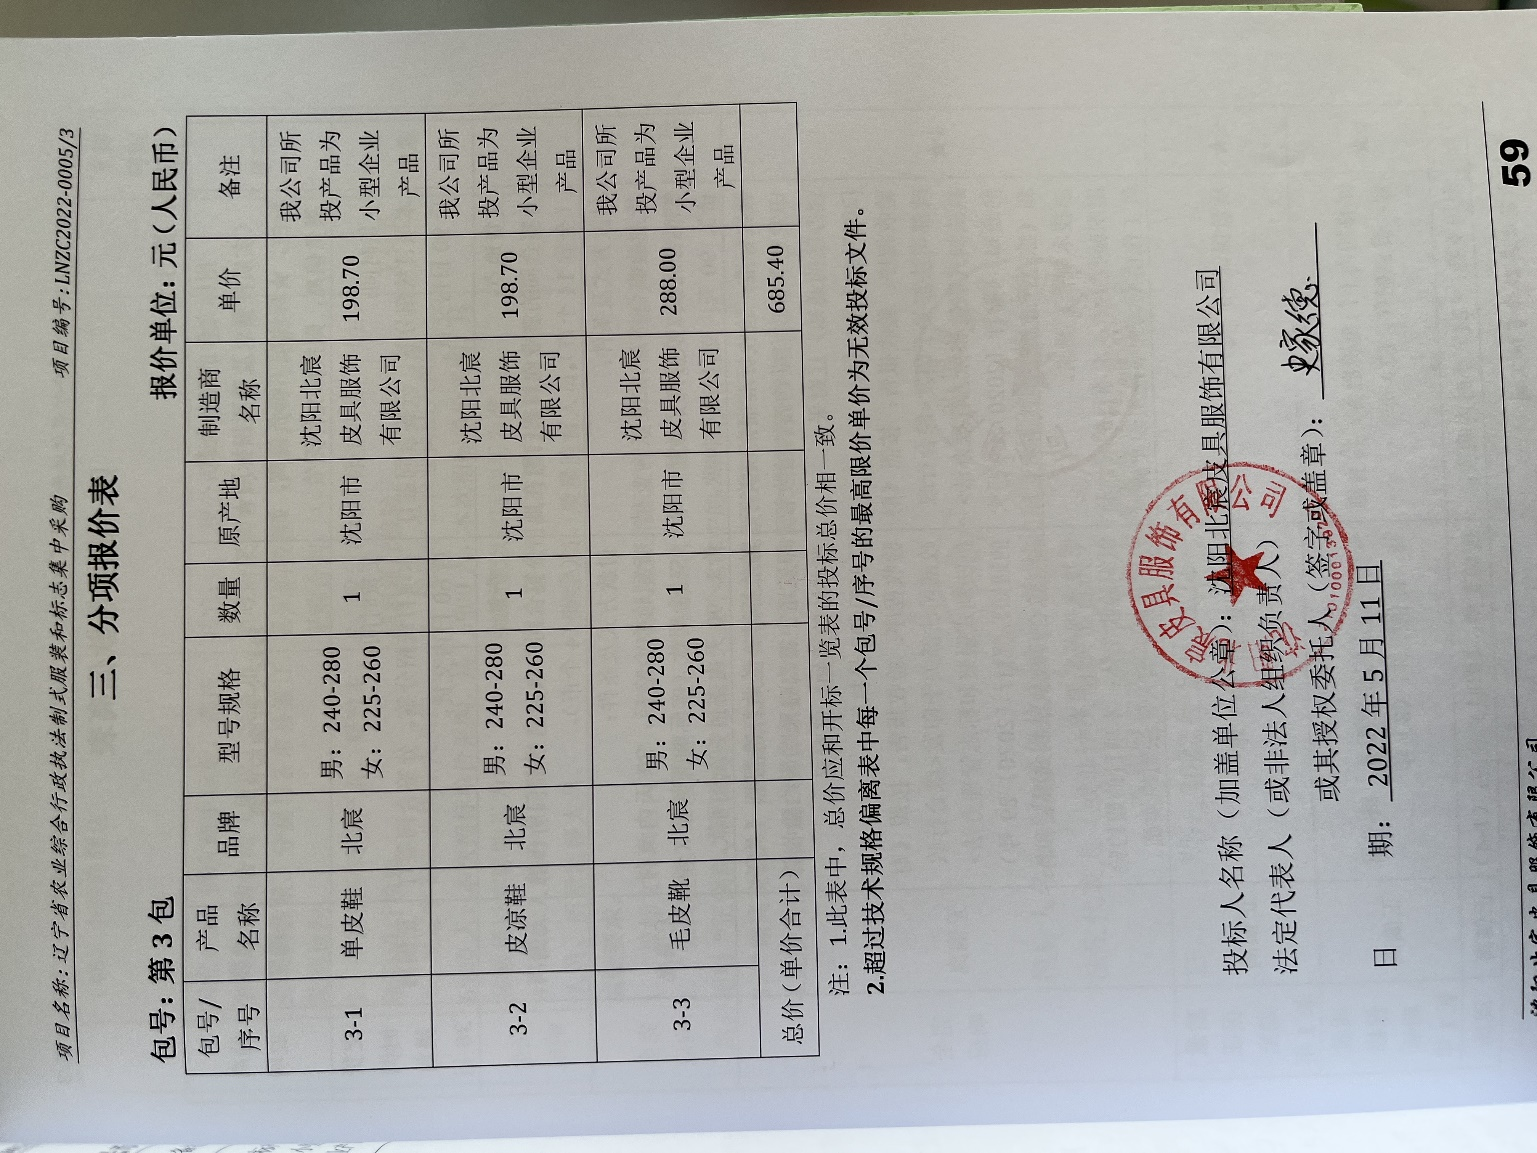 项目名称：辽宁省农业综合行政执法制式服装和标志集中采购 项目编号：LNZC2022-0005/3
三、分项报价表
包号：第 3 包 报价单位：元（人民币）
包号/ 产品 品牌 型号规格 数量 原产地 制造商 单价 备注
序号 名称 名称
3-1 单皮鞋 北宸 男：240-280 1 沈阳市 沈阳北宸 198.70 我公司所
女：225-260 皮具服饰 投产品为
有限公司 小型企业
产品
3-2 皮凉鞋 北宸 男：240-280 1 沈阳市 沈阳北宸 198.70 我公司所
女：225-260 皮具服饰 投产品为
有限公司 小型企业
产品
3-3 毛皮靴 北宸 男：240-280 1 沈阳市 沈阳北宸 288.00 我公司所
女：225-260 皮具服饰 投产品为
有限公司 小型企业
产品
总价（单价合计） 685.40
注：1.此表中，总价应和开标一览表的投标总价相一致。
2.超过技术规格偏离表中每一个包号/序号的最高限价单价为无效投标文件。
投标人名称（加盖单位公章）：沈阳北宸皮具服饰有限公司
法定代表人（或非法人组织负责人）
或其授权委托人（签字或盖章）：
日 期：2022 年 5 月 11 日
皮具服饰有限公司
59